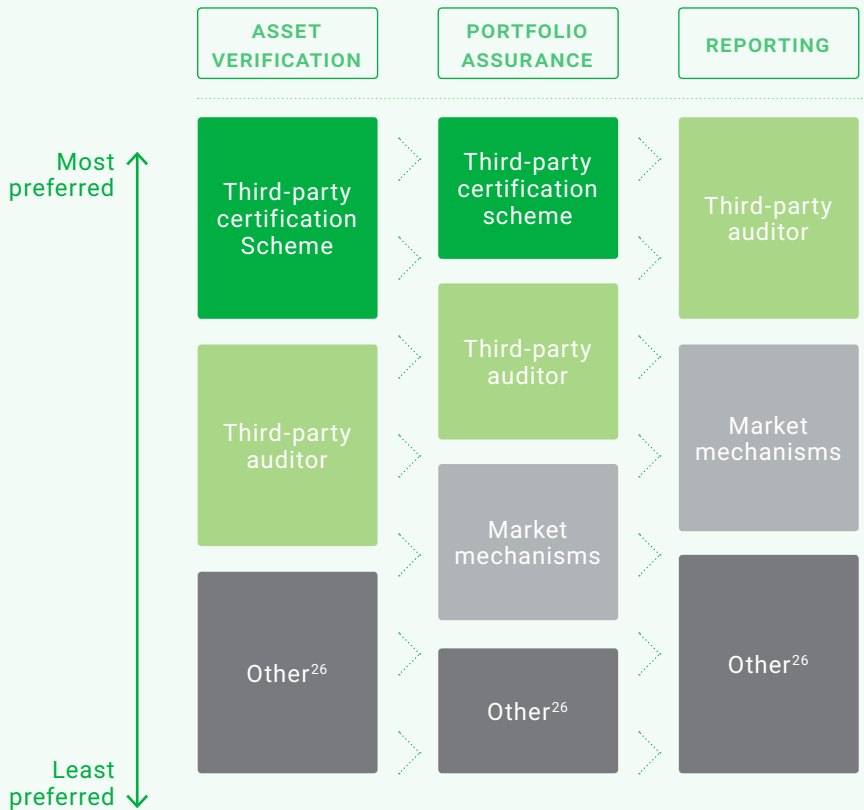 ASSET
VERIFICATION
PORTFOLIO
ASSURANCE
REPORTING
Most
preferred
Third-party
certification
Scheme
Third-party
auditor
Other26
Third-party
certification
scheme
Third-party
auditor
Market
mechanisms
Other26
Third-party
auditor
Market
mechanisms
Other26
Least
preferred